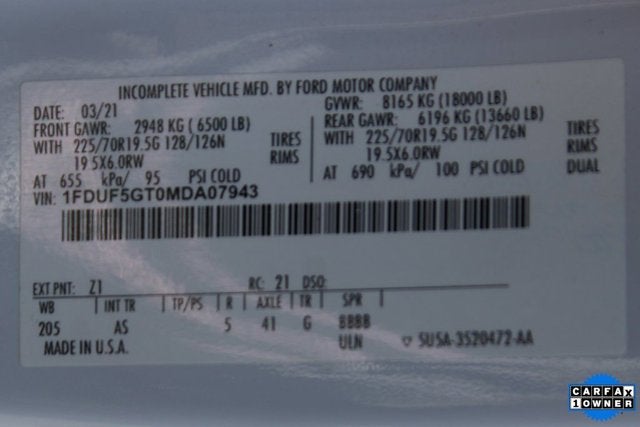 INCOMPLETE VEHICLE MFD. BY FORD MOTOR COMPANY
DATE: 03/21 GVWR: 8165 KG (18000 LB)
FRONT GAWR: 2948 KG ( 6500 LB) REAR GAWR: 6196 KG (13660 LB)
WITH 225/70R19.5G 128/126N TIRES WITH 225/70R19.5G 128/126N TIRES
19.5X6.0RW RIMS 19.5X6.0RW RIMS
AT 655 kPa/ 95 PSI COLD AT 690 kPa/ 100 PSI COLD DUAL
VIN: 1FDUF5GT0MDA07943
EXT PNT: Z1 RC: 21 DSO:
WB | INT TR | TP/PS | R | AXLE | TR | SPR |
205 AS 5 41 G BBBB
MADE IN U.S.A. ULN ▽ 5U5A-3520472-AA
CARFAX
1 OWNER